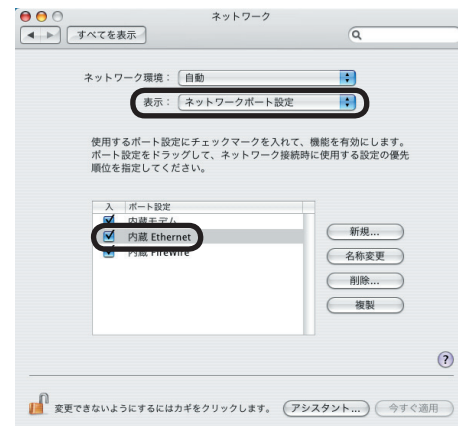 ネットワーク
すべてを表示
ネットワーク環境： 自動
表示： ネットワークポート設定
使用するポート設定にチェックマークを入れて、機能を有効にします。
ポート設定をドラッグして、ネットワーク接続時に使用する設定の優先
順位を指定してください。
入 ポート設定
内蔵モデム
内蔵 Ethernet
内蔵 FireWire
新規...
名称変更
削除...
複製
?
変更できないようにするにはカギをクリックします。 アシスタント... 今すぐ適用